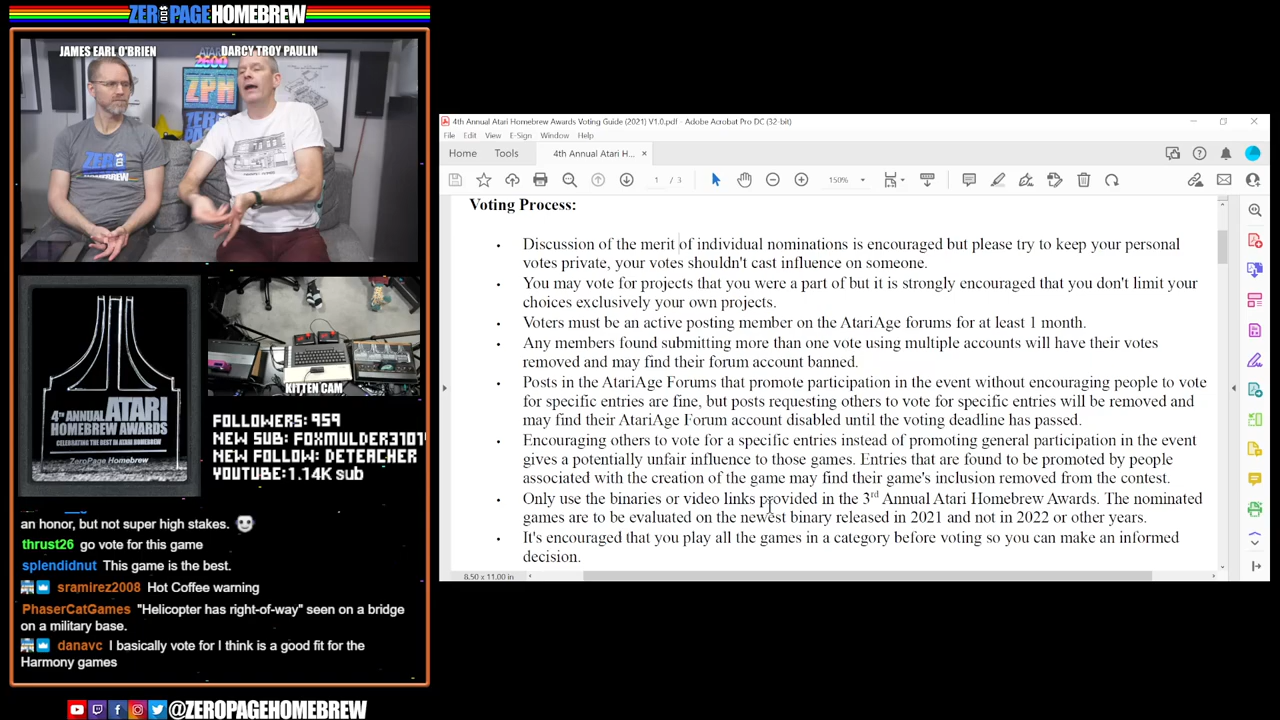 ZEROPAGE HOMEBREW
JAMES EARL O'BRIEN
DARCY TROY PAULIN
2600
ZPH
ZERO
HOMEBREW
4TH ANNUAL
ATARI
HOMEBREW AWARDS
CELEBRATING THE BEST IN ATARI HOMEBREW
ZeroPage Homebrew
KITTEN CAM
FOLLOWERS: 959
NEW SUB: FOXMULDER3101
NEW FOLLOW: DETEACHER
YOUTUBE: 1.14K sub
an honor, but not super high stakes.
thrust26 go vote for this game
splendidnut This game is the best.
sramirez2008 Hot Coffee warning
PhaserCatGames "Helicopter has right-of-way" seen on a bridge
on a military base.
danavc I basically vote for I think is a good fit for the
Harmony games
@ZEROPAGEHOMEBREW
4th Annual Atari Homebrew Awards Voting Guide (2021) V1.0.pdf - Adobe Acrobat Pro DC (32-bit)
File Edit View E-Sign Window Help
Home Tools 4th Annual Atari H... ×
1 / 3 150%
Voting Process:
• Discussion of the merit of individual nominations is encouraged but please try to keep your personal
votes private, your votes shouldn't cast influence on someone.
• You may vote for projects that you were a part of but it is strongly encouraged that you don't limit your
choices exclusively your own projects.
• Voters must be an active posting member on the AtariAge forums for at least 1 month.
• Any members found submitting more than one vote using multiple accounts will have their votes
removed and may find their forum account banned.
• Posts in the AtariAge Forums that promote participation in the event without encouraging people to vote
for specific entries are fine, but posts requesting others to vote for specific entries will be removed and
may find their AtariAge Forum account disabled until the voting deadline has passed.
• Encouraging others to vote for a specific entries instead of promoting general participation in the event
gives a potentially unfair influence to those games. Entries that are found to be promoted by people
associated with the creation of the game may find their game's inclusion removed from the contest.
• Only use the binaries or video links provided in the 3rd Annual Atari Homebrew Awards. The nominated
games are to be evaluated on the newest binary released in 2021 and not in 2022 or other years.
• It's encouraged that you play all the games in a category before voting so you can make an informed
decision.
8.50 x 11.00 in